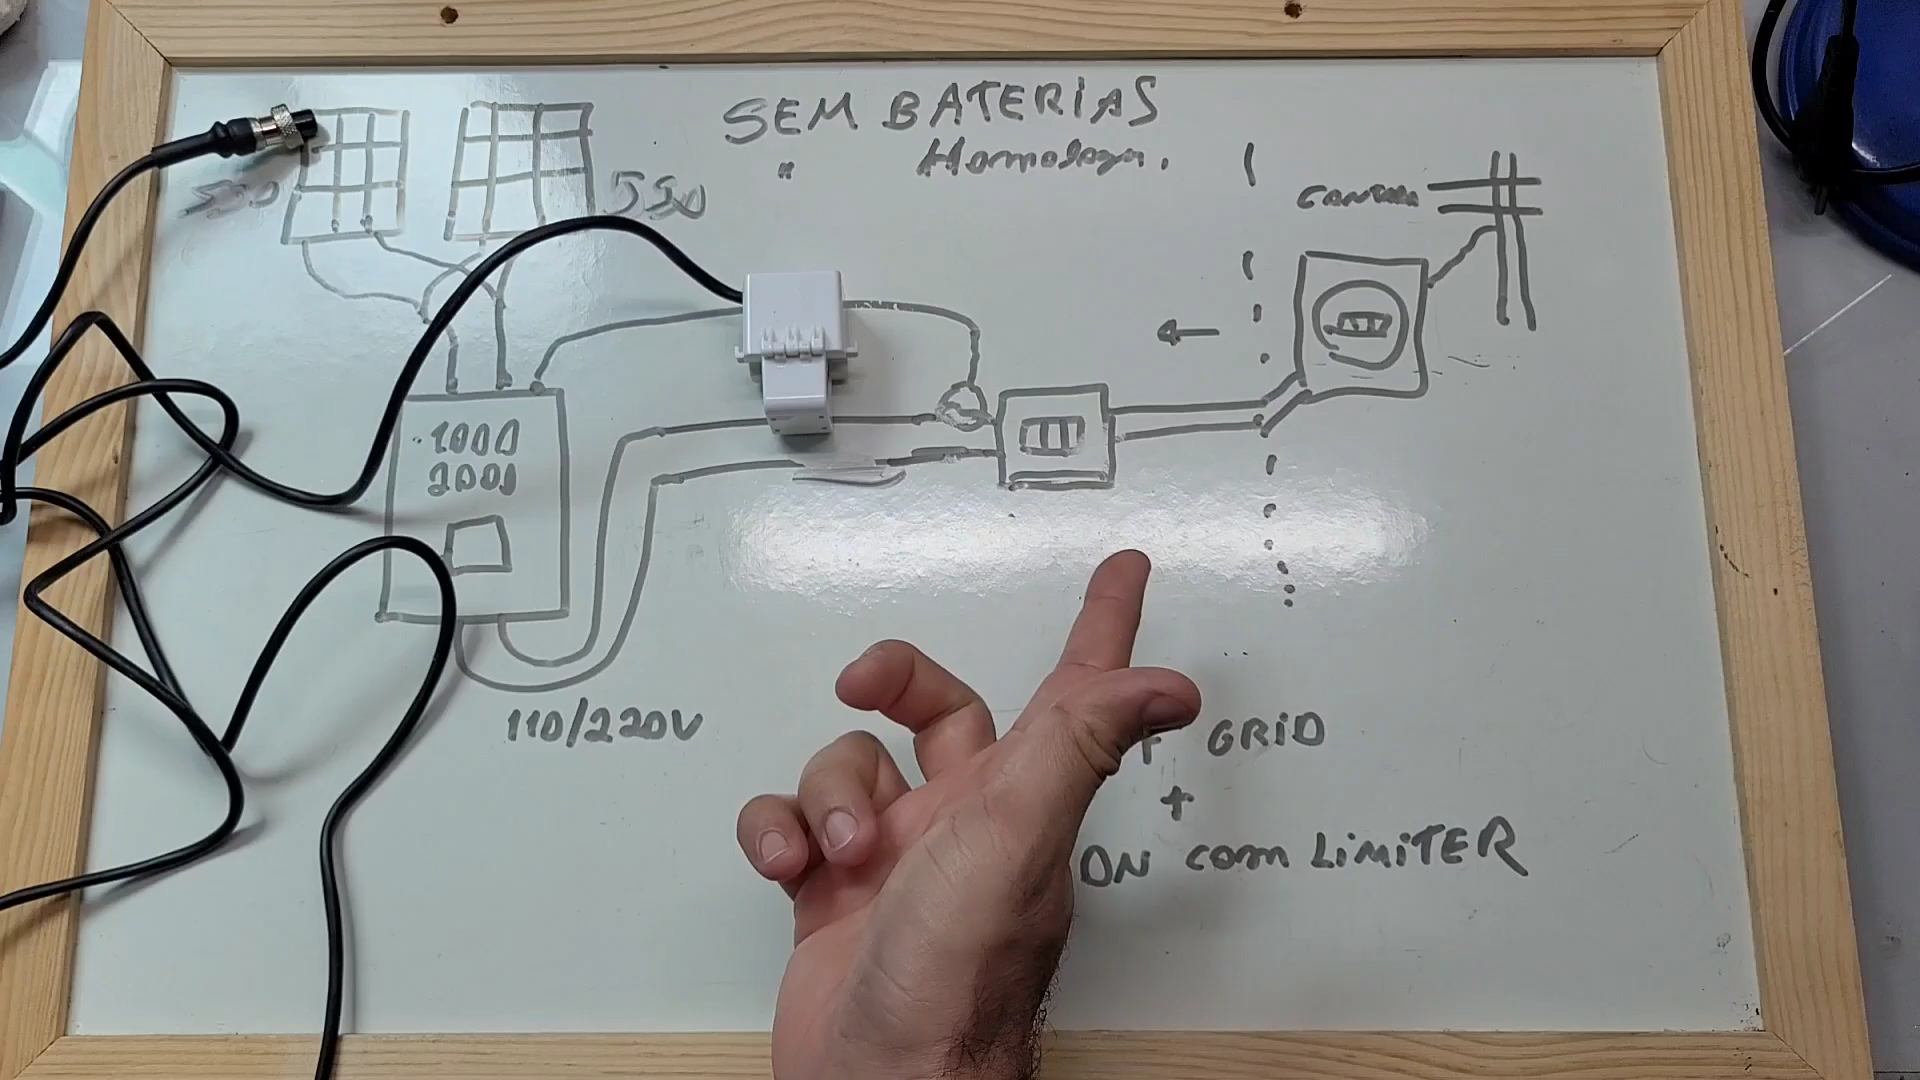 SEM BATERIAS
" Homologa.
550
550
1000
2000
110/220V
GRID
+
ON com LIMITER